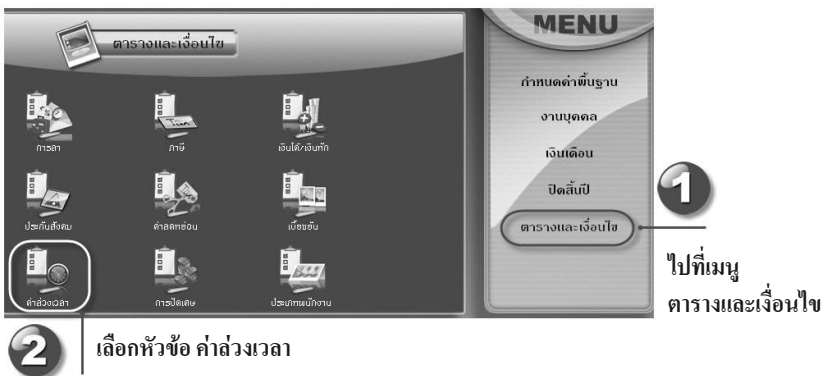 ตารางและเงื่อนไข
การลา
ภาษี
เงินได้/เงินหัก
ประกันสังคม
ค่าลดหย่อน
เบี้ยขยัน
ค่าล่วงเวลา
การปัดเศษ
ประเภทพนักงาน
MENU
กำหนดค่าพื้นฐาน
งานบุคคล
เงินเดือน
ปิดสิ้นปี
ตารางและเงื่อนไข
1
ไปที่เมนู
ตารางและเงื่อนไข
2
เลือกหัวข้อ ค่าล่วงเวลา